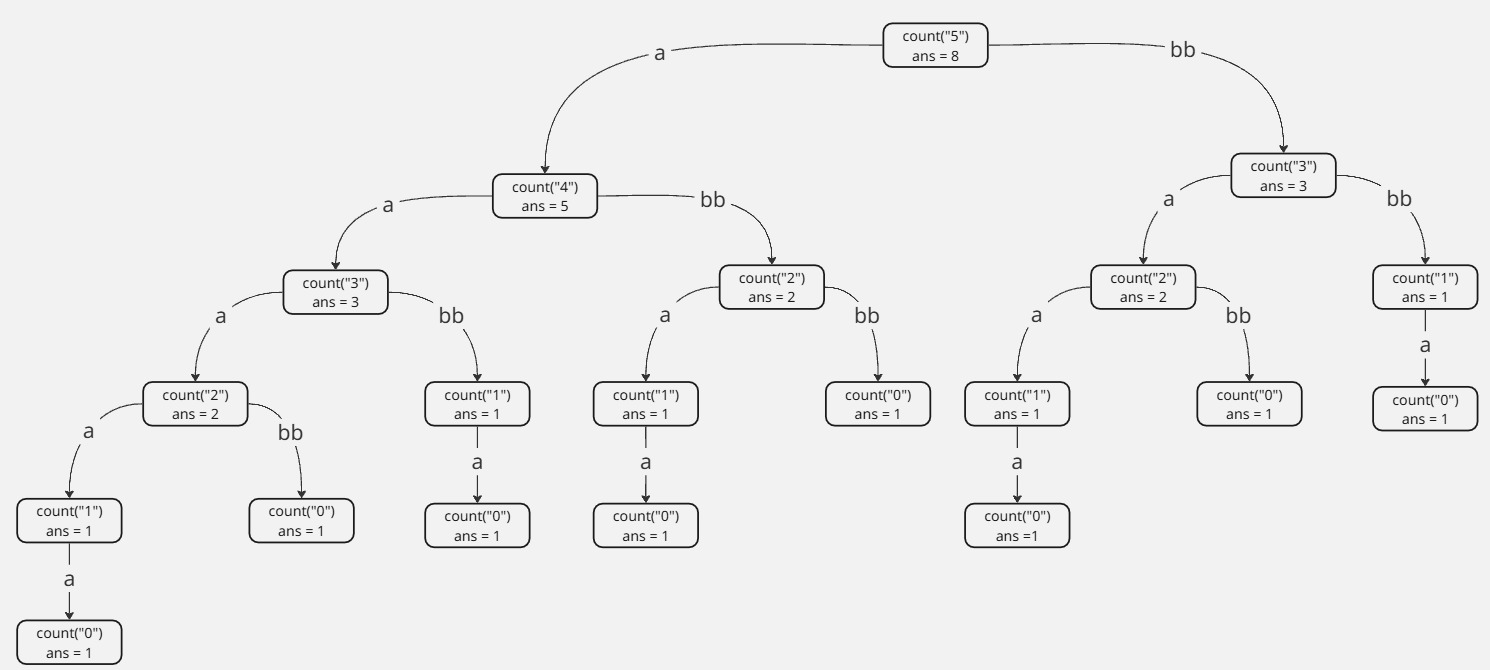 count("5")
ans = 8
a
bb
count("3")
ans = 3
count("4")
ans = 5
a
bb
a
bb
count("3")
ans = 3
count("2")
ans = 2
count("2")
ans = 2
count("1")
ans = 1
a
bb
a
bb
a
bb
a
count("2")
ans = 2
count("1")
ans = 1
count("1")
ans = 1
count("0")
ans = 1
count("1")
ans = 1
count("0")
ans = 1
count("0")
ans = 1
a
bb
a
a
a
count("1")
ans = 1
count("0")
ans = 1
count("0")
ans = 1
count("0")
ans = 1
count("0")
ans =1
a
count("0")
ans = 1